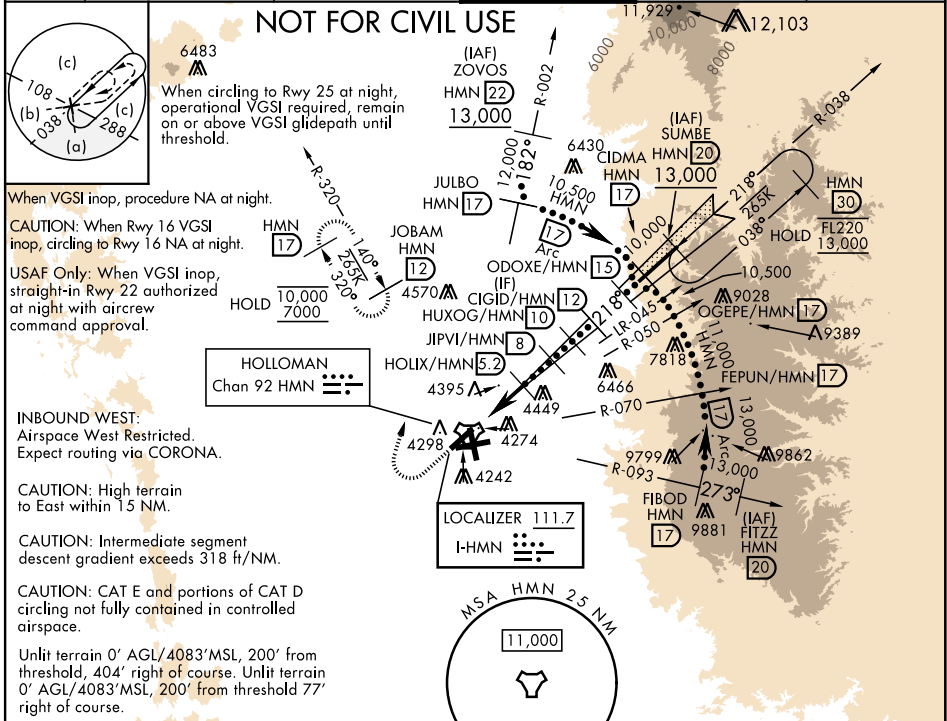 NOT FOR CIVIL USE
(c)
108
(b)
038
(c)
288
(a)
6483
When circling to Rwy 25 at night,
operational VGSI required, remain
on or above VGSI glidepath until
threshold.
When VGSI inop, procedure NA at night.
CAUTION: When Rwy 16 VGSI
inop, circling to Rwy 16 NA at night.
USAF Only: When VGSI inop,
straight-in Rwy 22 authorized
at night with aircrew
command approval.
11,929
10,000
12,103
6000
8000
(IAF)
ZOVOS
HMN 22
13,000
R-002
12,000
182°
6430
10,500
HMN
17
Arc
JULBO
HMN 17
CIDMA
HMN
17
(IAF)
SUMBE
HMN 20
13,000
10,000
R-038
218°
265K
038°
HMN
30
HOLD FL220
13,000
10,500
R-320
HMN
17
140°
265K
320°
HOLD 10,000
7000
JOBAM
HMN
12
4570
ODOXE/HMN 15
(IF)
CIGID/HMN 12
HUXOG/HMN 10
JIPVI/HMN 8
HOLIX/HMN 5.2
218°
LR-045
R-050
9028
OGEPE/HMN 17
9389
7818
11,000
HMN
6466
FEPUN/HMN 17
HOLLOMAN
Chan 92 HMN
4395
4449
R-070
17
Arc
13,000
4298
4274
4242
9799
9862
R-093
13,000
273°
FIBOD
HMN
17
9881
(IAF)
FITZZ
HMN
20
LOCALIZER 111.7
I-HMN
INBOUND WEST:
Airspace West Restricted.
Expect routing via CORONA.
CAUTION: High terrain
to East within 15 NM.
CAUTION: Intermediate segment
descent gradient exceeds 318 ft/NM.
CAUTION: CAT E and portions of CAT D
circling not fully contained in controlled
airspace.
Unlit terrain 0' AGL/4083'MSL, 200' from
threshold, 404' right of course. Unlit terrain
0' AGL/4083'MSL, 200' from threshold 77'
right of course.
MSA HMN 25 NM
11,000